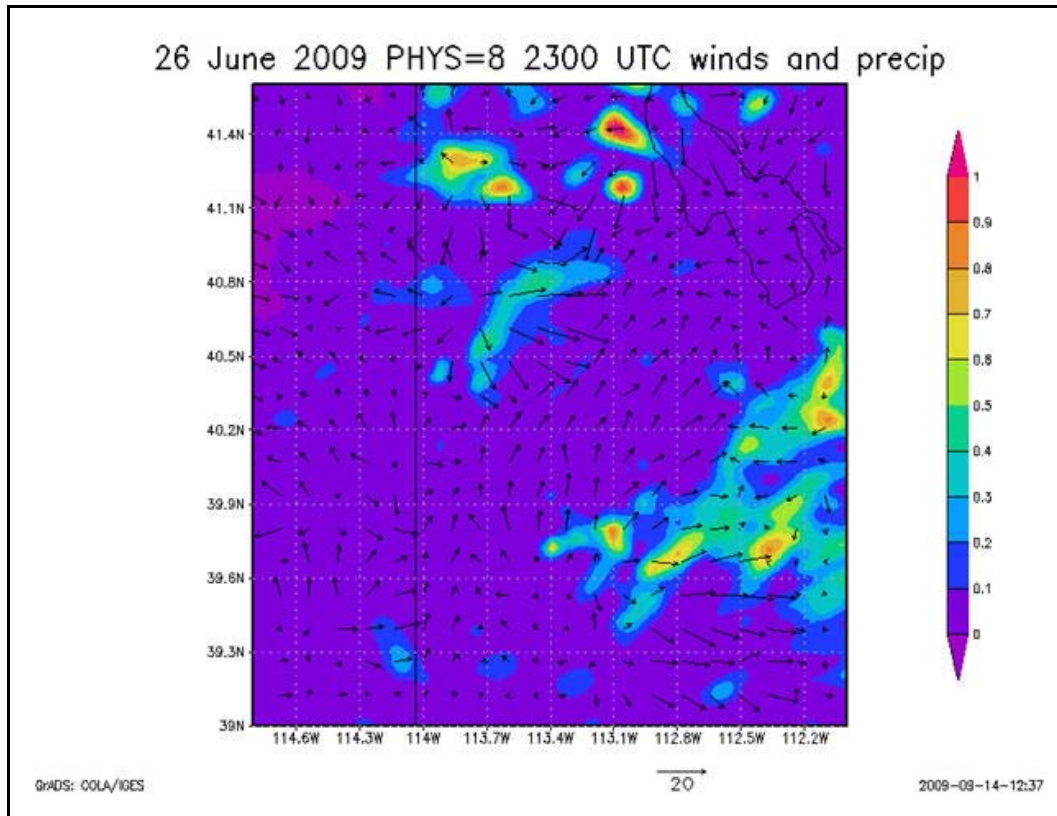 26 June 2009 PHYS=8 2300 UTC winds and precip
41.4N
41.1N
40.8N
40.5N
40.2N
39.9N
39.6N
39.3N
39N
114.6W 114.3W 114W 113.7W 113.4W 113.1W 112.8W 112.5W 112.2W
1
0.9
0.8
0.7
0.6
0.5
0.4
0.3
0.2
0.1
0
20
GrADS: COLA/IGES
2009-09-14-12:37